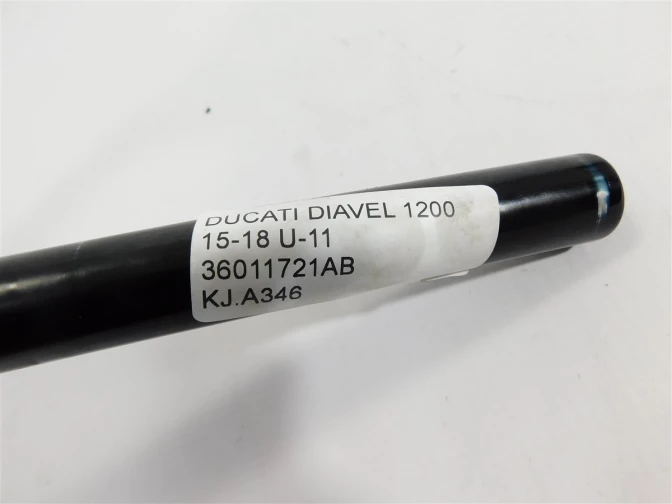 DUCATI DIAVEL 1200
15-18 U-11
36011721AB
KJ.A346